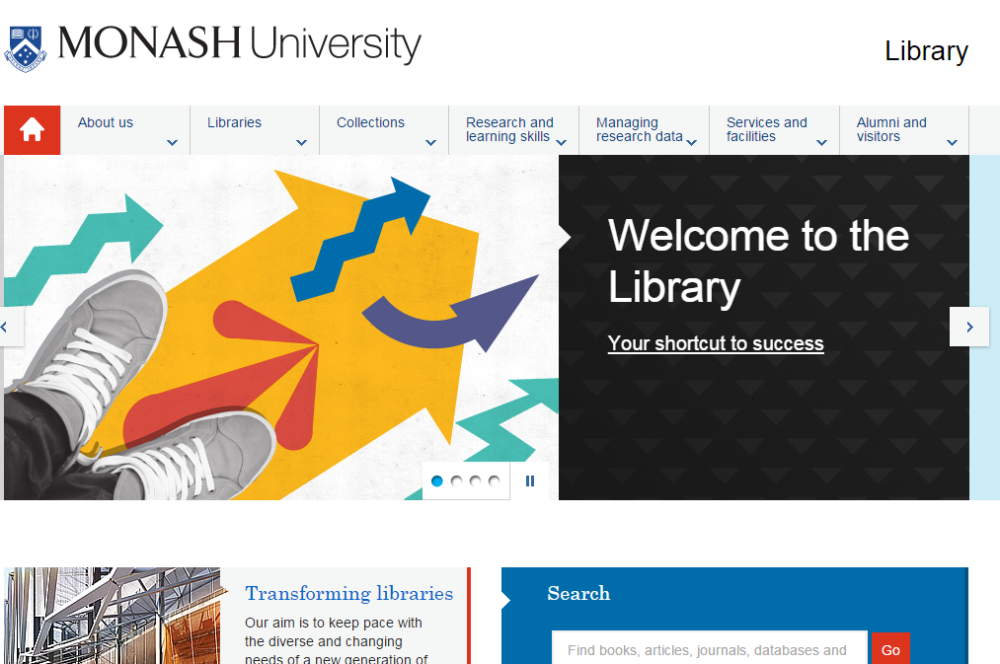 MONASH University
Library
About us
Libraries
Collections
Research and
learning skills
Managing
research data
Services and
facilities
Alumni and
visitors
Welcome to the
Library
Your shortcut to success
Transforming libraries
Our aim is to keep pace with
the diverse and changing
needs of a new generation of
Search
Find books, articles, journals, databases and
Go